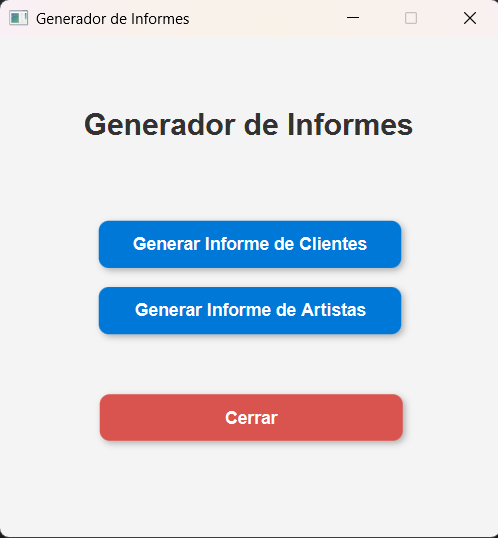 Generador de Informes
Generador de Informes
Generar Informe de Clientes
Generar Informe de Artistas
Cerrar